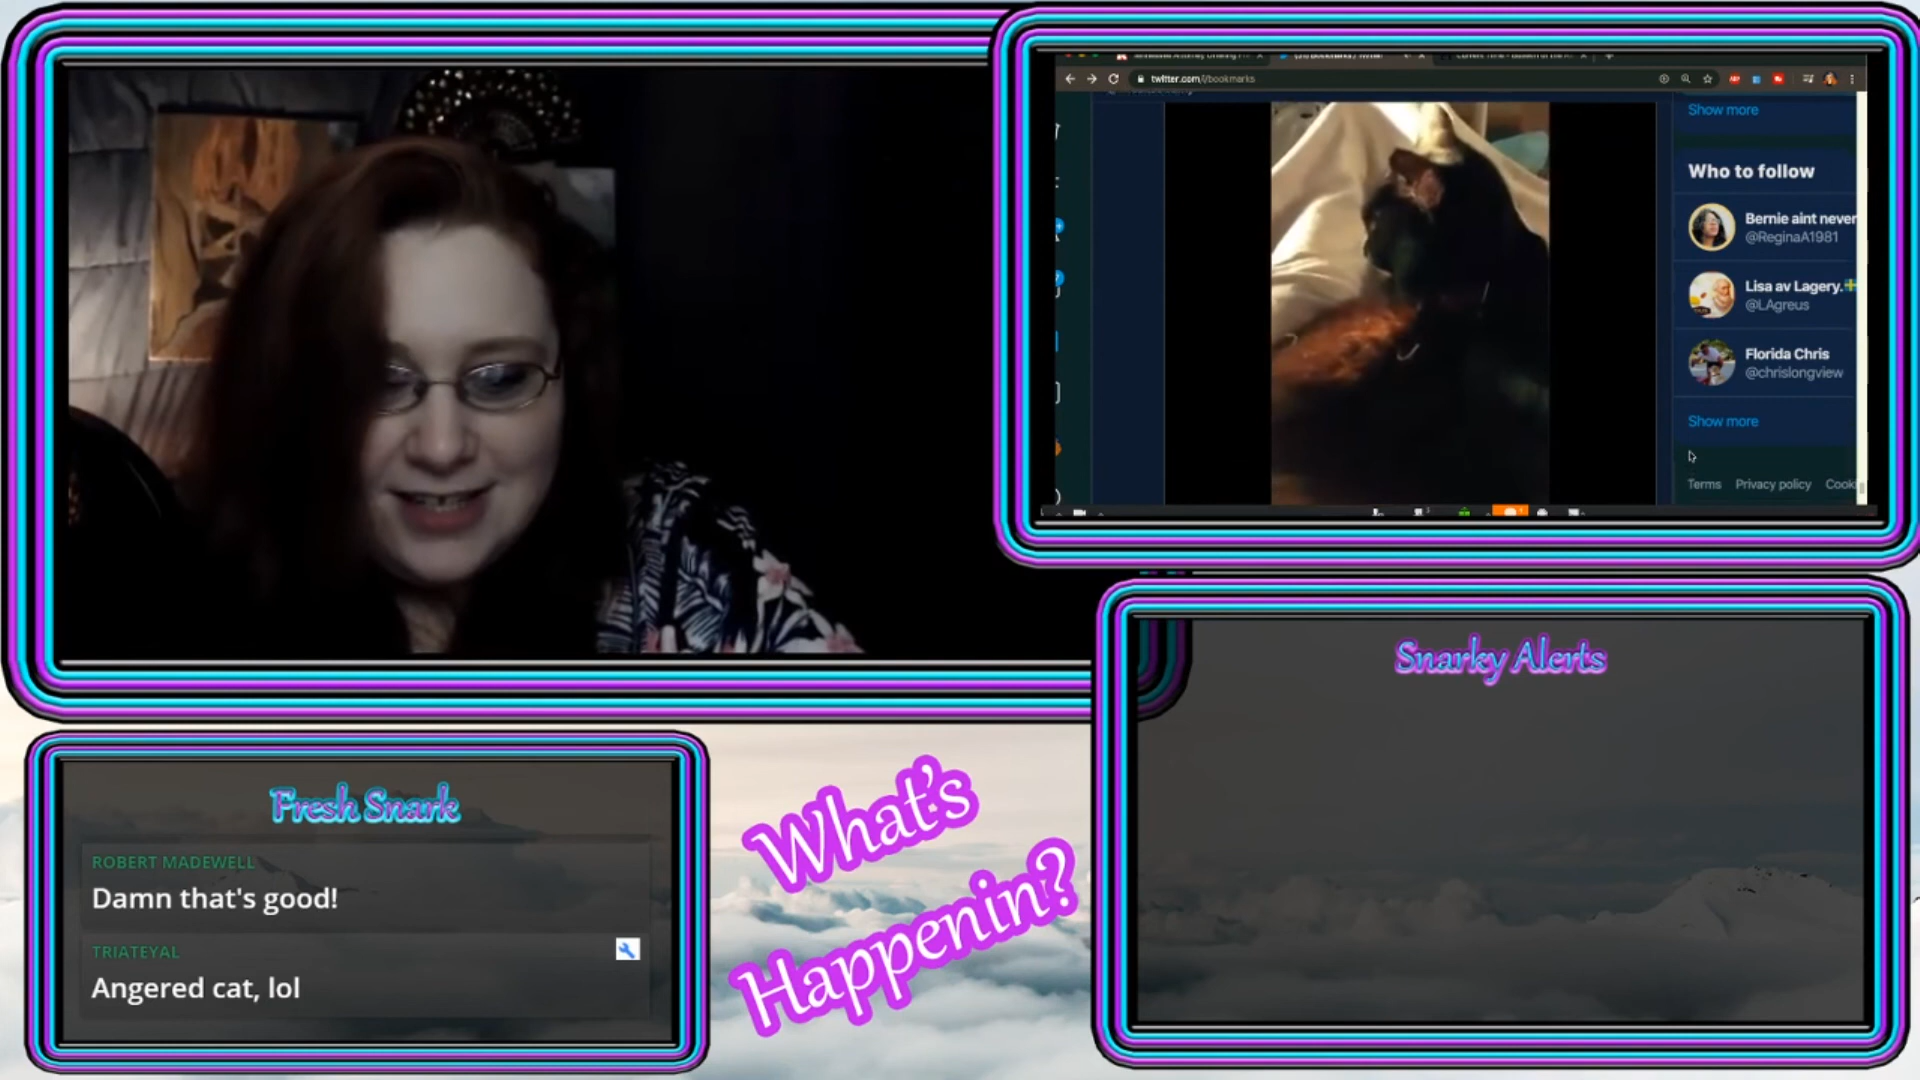 twitter.com/i/bookmarks
Show more
Who to follow
Bernie aint never
@ReginaA1981
Lisa av Lagery.
@LAgreus
Florida Chris
@chrislongview
Show more
Terms Privacy policy Cook
Snarky Alerts
Fresh Snark
ROBERT MADEWELL
Damn that's good!
TRIATEYAL
Angered cat, lol
What's
Happenin?